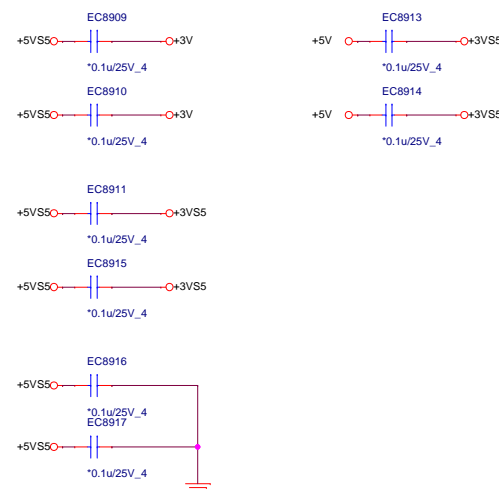 EC8909
+5VS5 +3V
*0.1u/25V_4
EC8910
+5VS5 +3V
*0.1u/25V_4
EC8913
+5V +3VS5
*0.1u/25V_4
EC8914
+5V +3VS5
*0.1u/25V_4
EC8911
+5VS5 +3VS5
*0.1u/25V_4
EC8915
+5VS5 +3VS5
*0.1u/25V_4
EC8916
+5VS5
*0.1u/25V_4
EC8917
+5VS5
*0.1u/25V_4